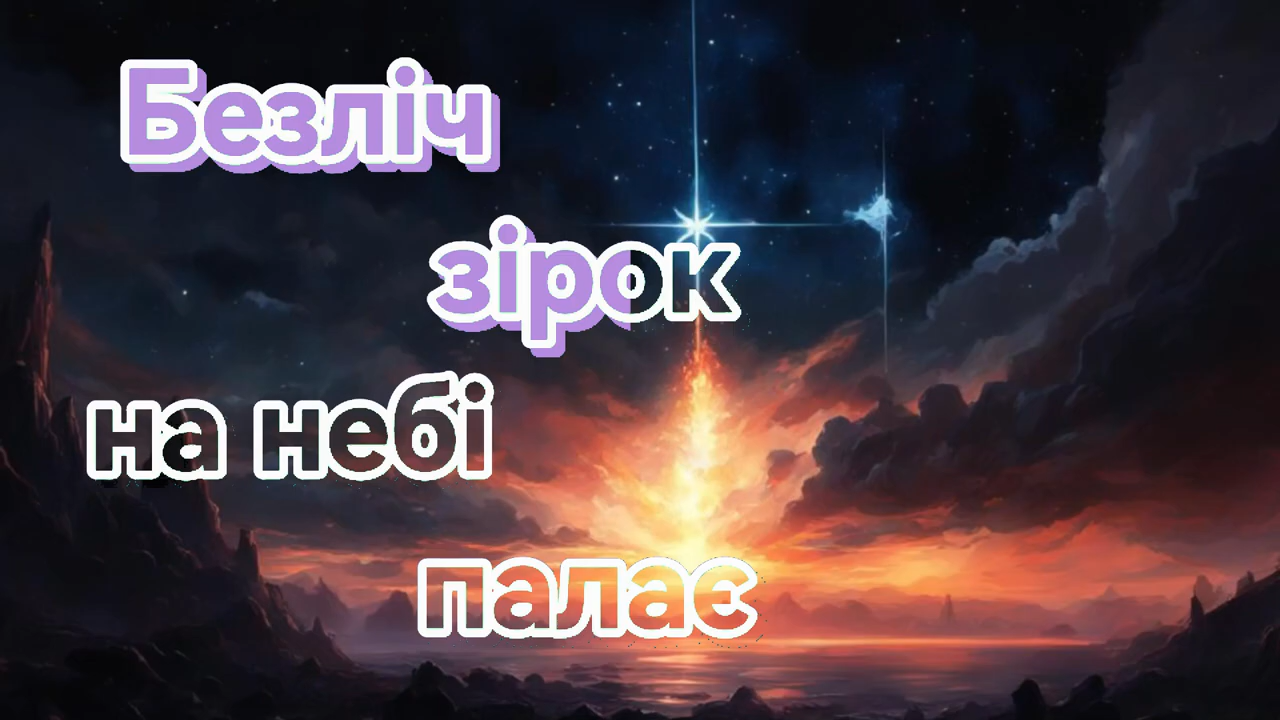 Безліч
зірок
на небі
палає